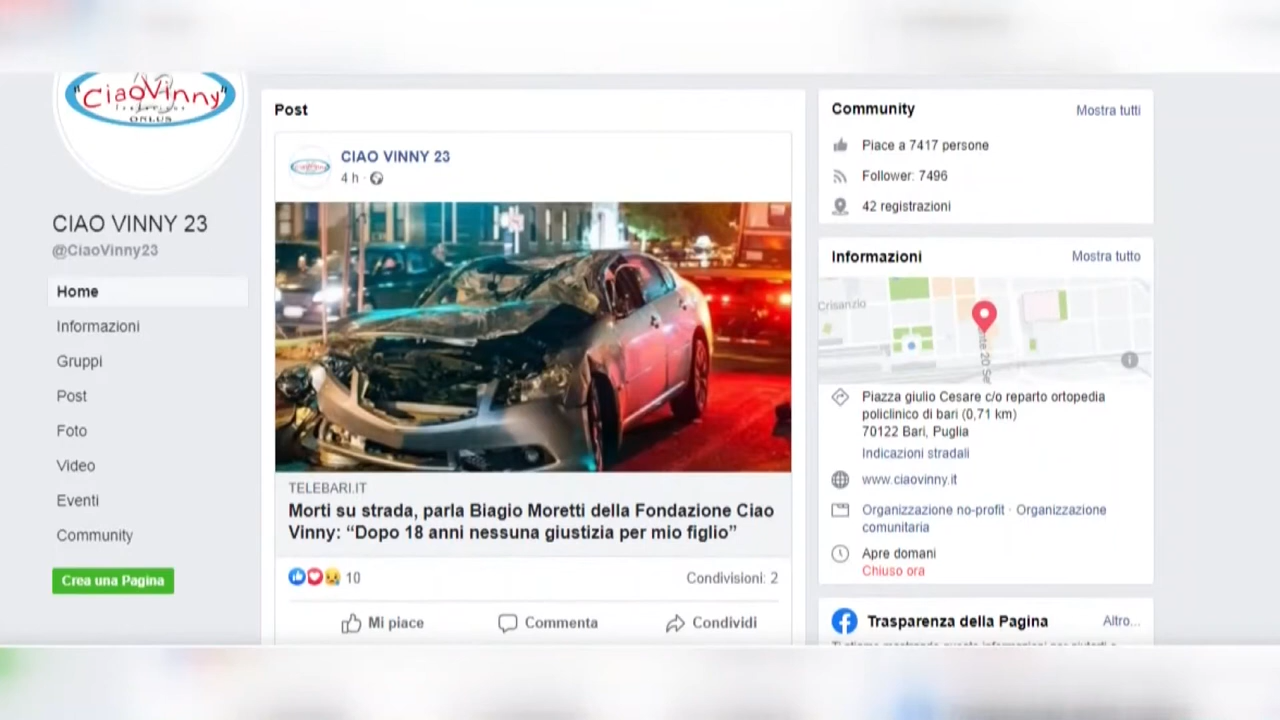 "CiaoVinny"
ONLUS
CIAO VINNY 23
@CiaoVinny23
Home
Informazioni
Gruppi
Post
Foto
Video
Eventi
Community
Crea una Pagina
Post
CIAO VINNY 23
4 h ·
TELEBARI.IT
Morti su strada, parla Biagio Moretti della Fondazione Ciao
Vinny: “Dopo 18 anni nessuna giustizia per mio figlio”
10
Condivisioni: 2
Mi piace
Commenta
Condividi
Community
Mostra tutti
Piace a 7417 persone
Follower: 7496
42 registrazioni
Informazioni
Mostra tutto
Crisanzio
Piazza giulio Cesare c/o reparto ortopedia
policlinico di bari (0,71 km)
70122 Bari, Puglia
Indicazioni stradali
www.ciaovinny.it
Organizzazione no-profit · Organizzazione
comunitaria
Apre domani
Chiuso ora
Trasparenza della Pagina
Altro...